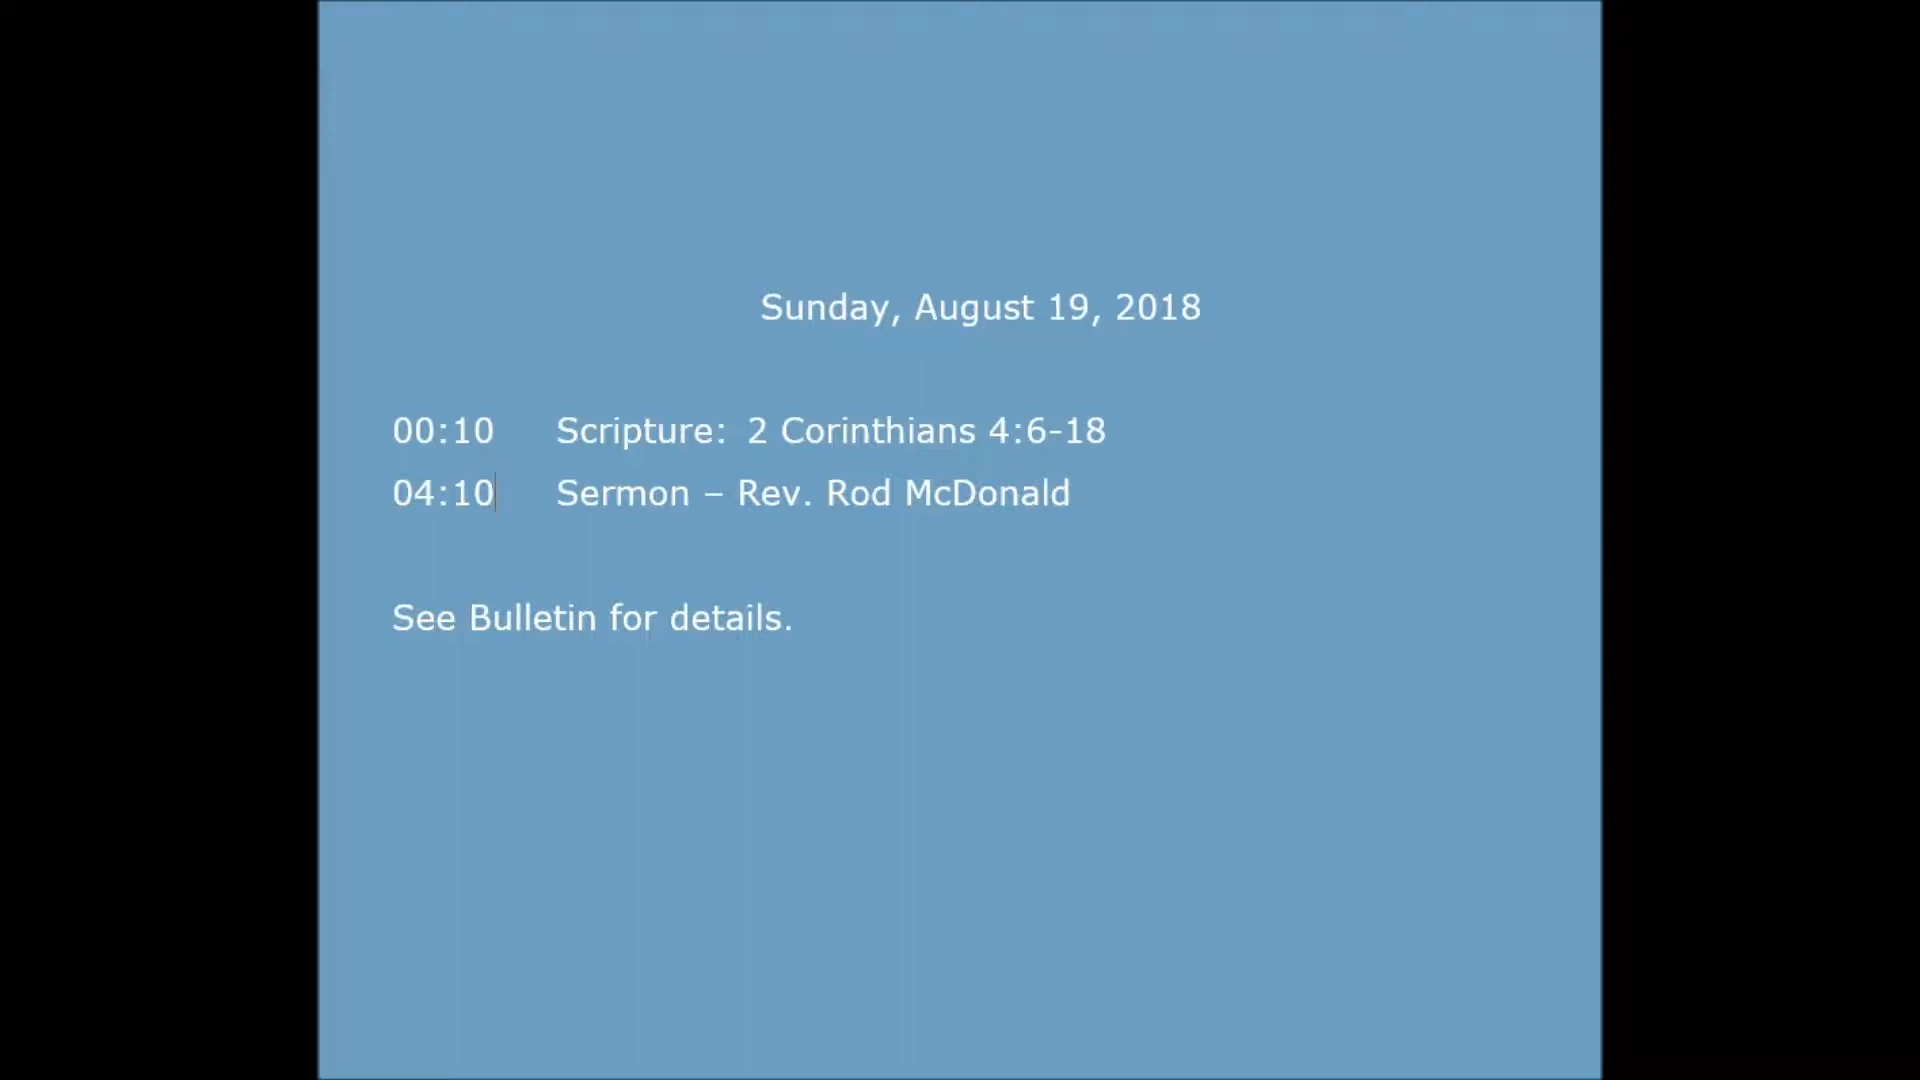 Sunday, August 19, 2018
00:10 Scripture: 2 Corinthians 4:6-18
04:10 Sermon – Rev. Rod McDonald
See Bulletin for details.